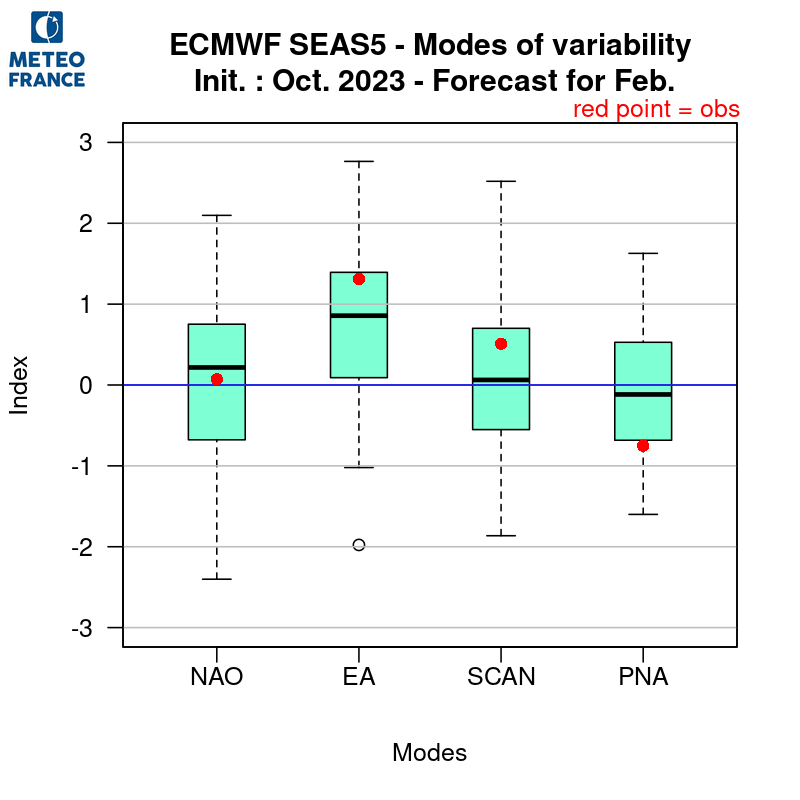 METEO
FRANCE
ECMWF SEAS5 - Modes of variability
Init. : Oct. 2023 - Forecast for Feb.
red point = obs
3
2
1
0
-1
-2
-3
Index
NAO EA SCAN PNA
Modes